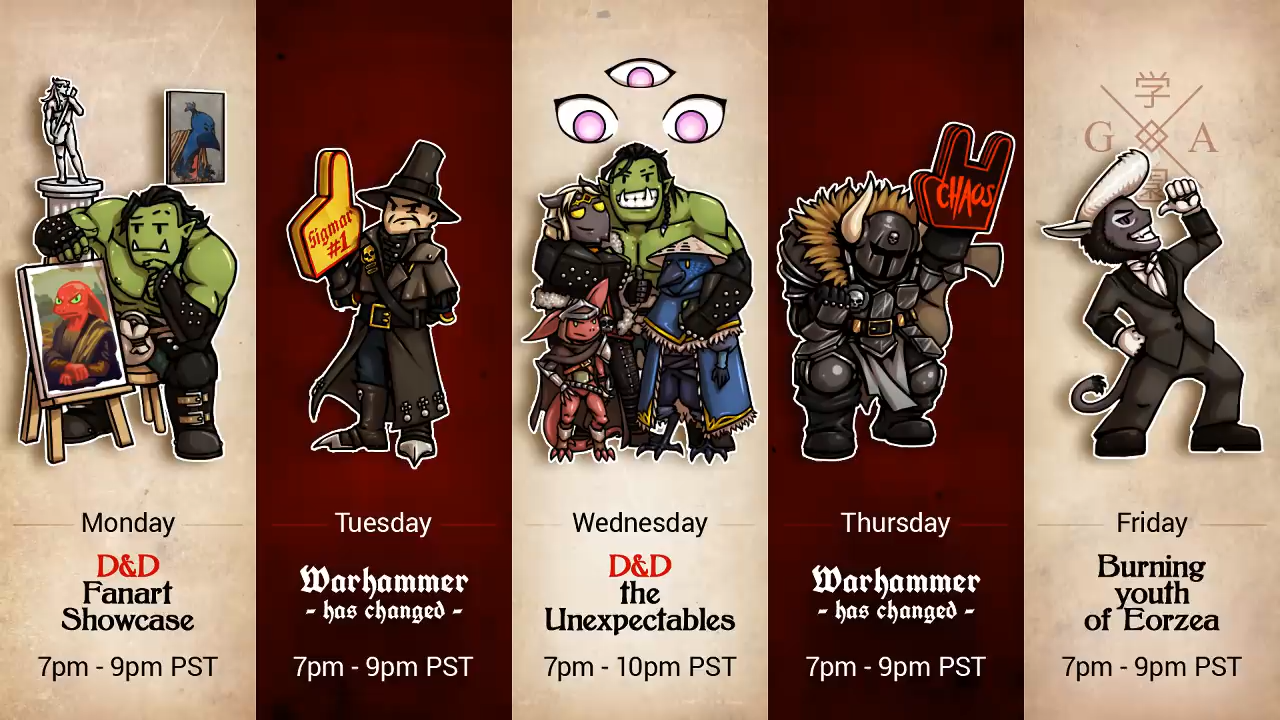 Monday
D&D
Fanart
Showcase
7pm - 9pm PST
Sigmar
#1
Tuesday
Warhammer
- has changed -
7pm - 9pm PST
Wednesday
D&D
the
Unexpectables
7pm - 10pm PST
CHAOS
Thursday
Warhammer
- has changed -
7pm - 9pm PST
学
G A
園
Friday
Burning
youth
of Eorzea
7pm - 9pm PST